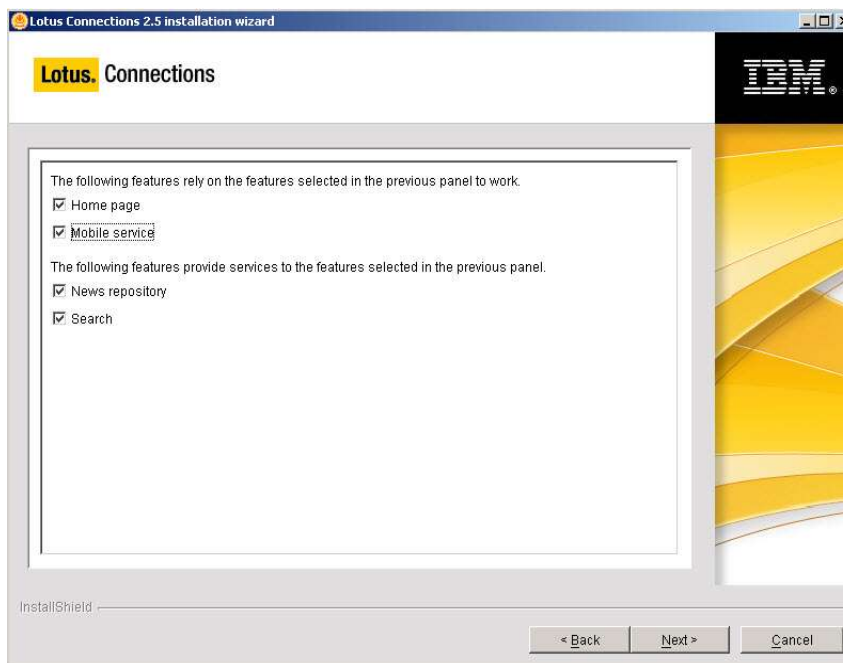 Lotus Connections 2.5 installation wizard
Lotus. Connections
IBM®
The following features rely on the features selected in the previous panel to work.
Home page
Mobile service
The following features provide services to the features selected in the previous panel.
News repository
Search
InstallShield
< Back
Next >
Cancel